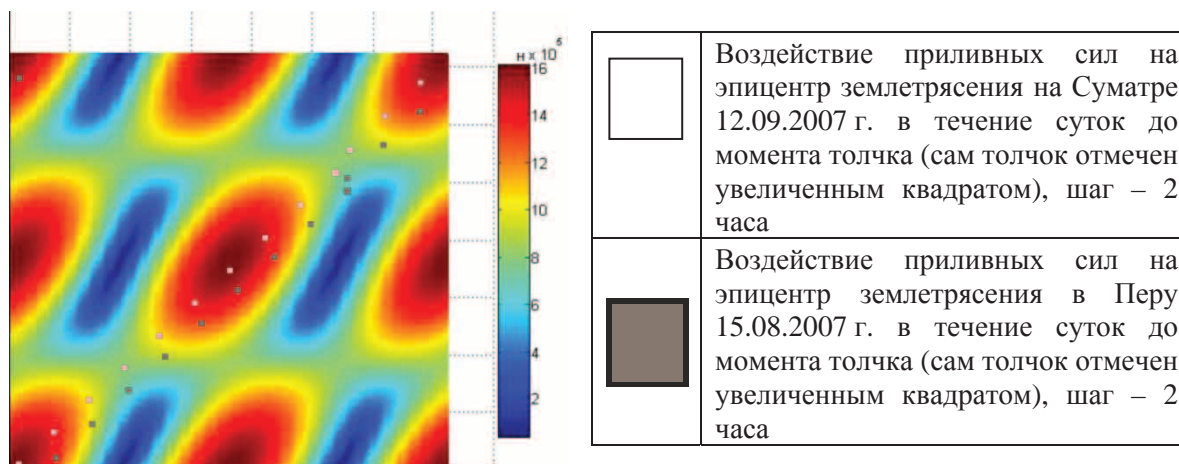 н x 10 5
16
14
12
10
8
6
4
2
Воздействие приливных сил на
эпицентр землетрясения на Суматре
12.09.2007 г. в течение суток до
момента толчка (сам толчок отмечен
увеличенным квадратом), шаг – 2
часа
Воздействие приливных сил на
эпицентр землетрясения в Перу
15.08.2007 г. в течение суток до
момента толчка (сам толчок отмечен
увеличенным квадратом), шаг – 2
часа